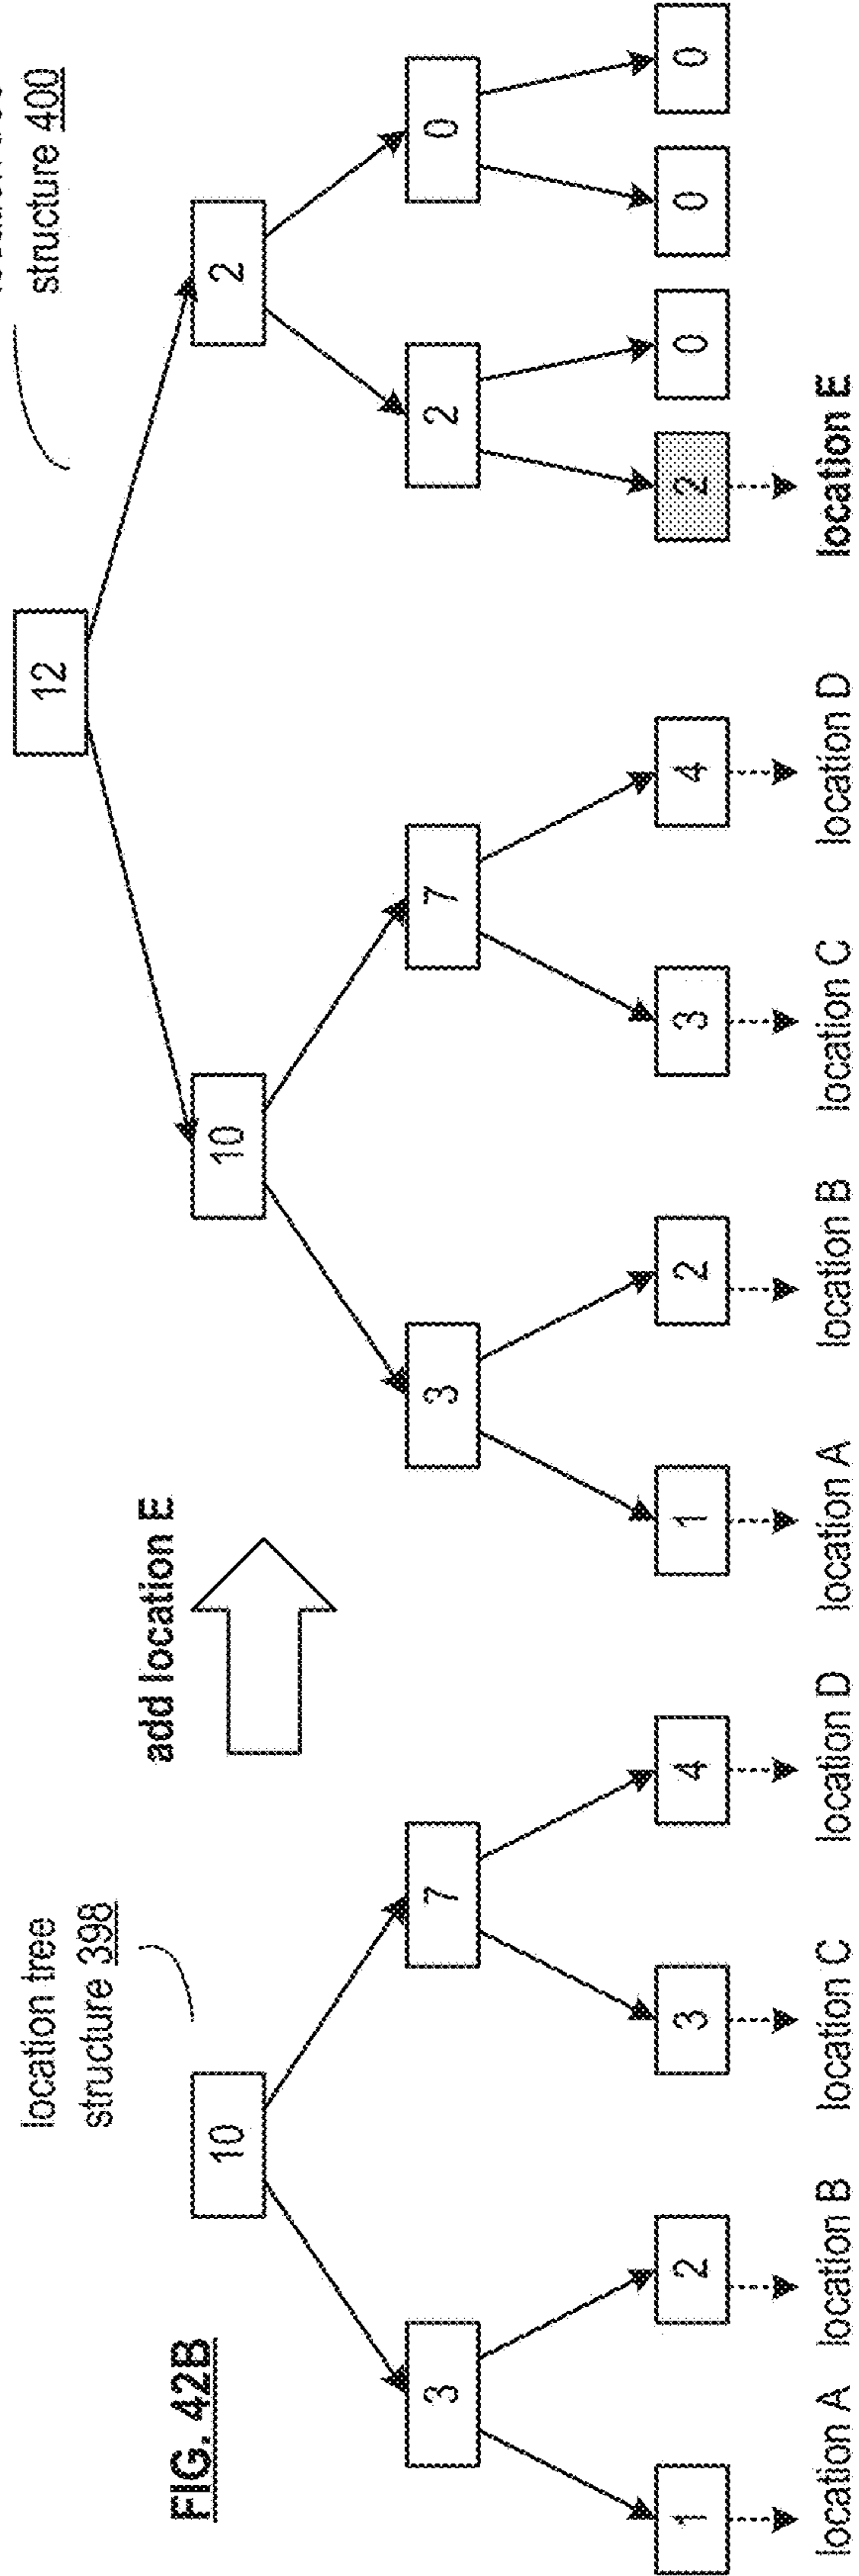 FIG. 42B
location tree
structure 398
add location E
structure 400
12
10
10
2
3
7
3
7
2
0
1
2
3
4
1
2
3
4
2
0
0
0
location A
location B
location C
location D
location A
location B
location C
location D
location E